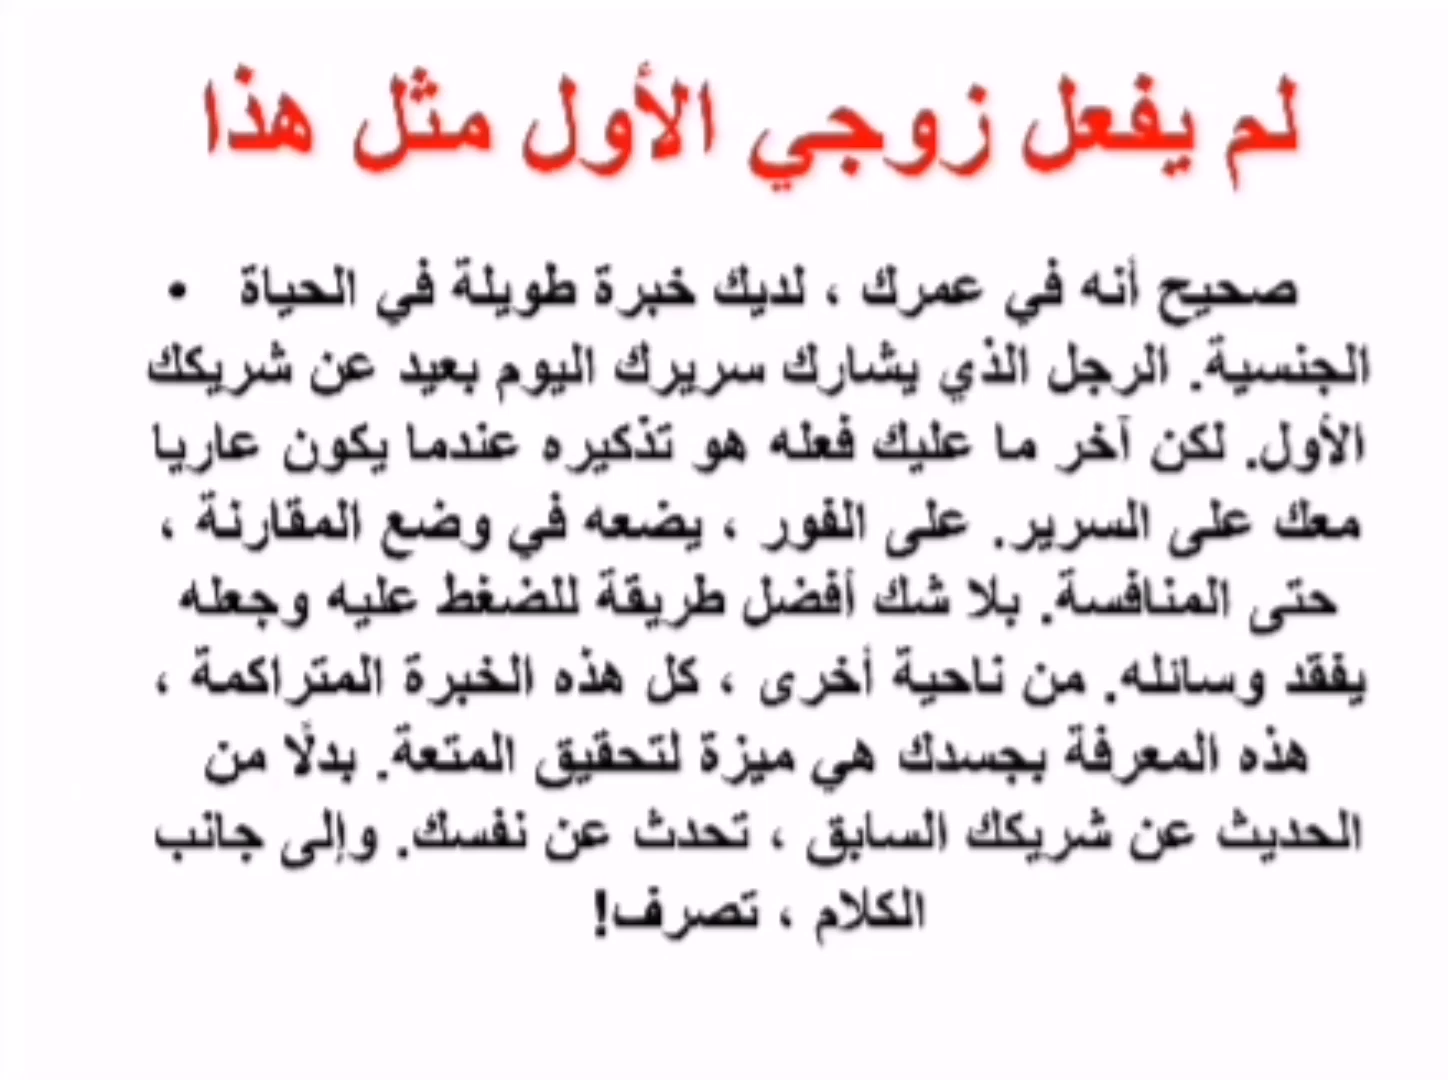 لم يفعل زوجي الأول مثل هذا
صحيح أنه في عمرك ، لديك خبرة طويلة في الحياة •
الجنسية. الرجل الذي يشارك سريرك اليوم بعيد عن شريكك
الأول. لكن آخر ما عليك فعله هو تذكيره عندما يكون عاريا
معك على السرير. على الفور ، يضعه في وضع المقارنة ،
حتى المنافسة. بلا شك أفضل طريقة للضغط عليه وجعله
يفقد وسائله. من ناحية أخرى ، كل هذه الخبرة المتراكمة ،
هذه المعرفة بجسدك هي ميزة لتحقيق المتعة. بدلًا من
الحديث عن شريكك السابق ، تحدث عن نفسك. وإلى جانب
الكلام ، تصرف!